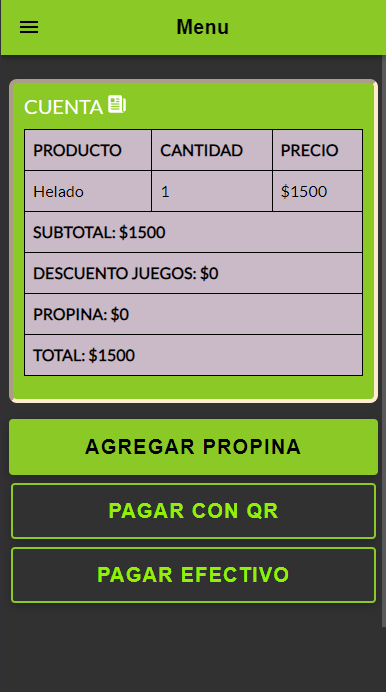 Menu
CUENTA
PRODUCTO CANTIDAD PRECIO
Helado 1 $1500
SUBTOTAL: $1500
DESCUENTO JUEGOS: $0
PROPINA: $0
TOTAL: $1500
AGREGAR PROPINA
PAGAR CON QR
PAGAR EFECTIVO